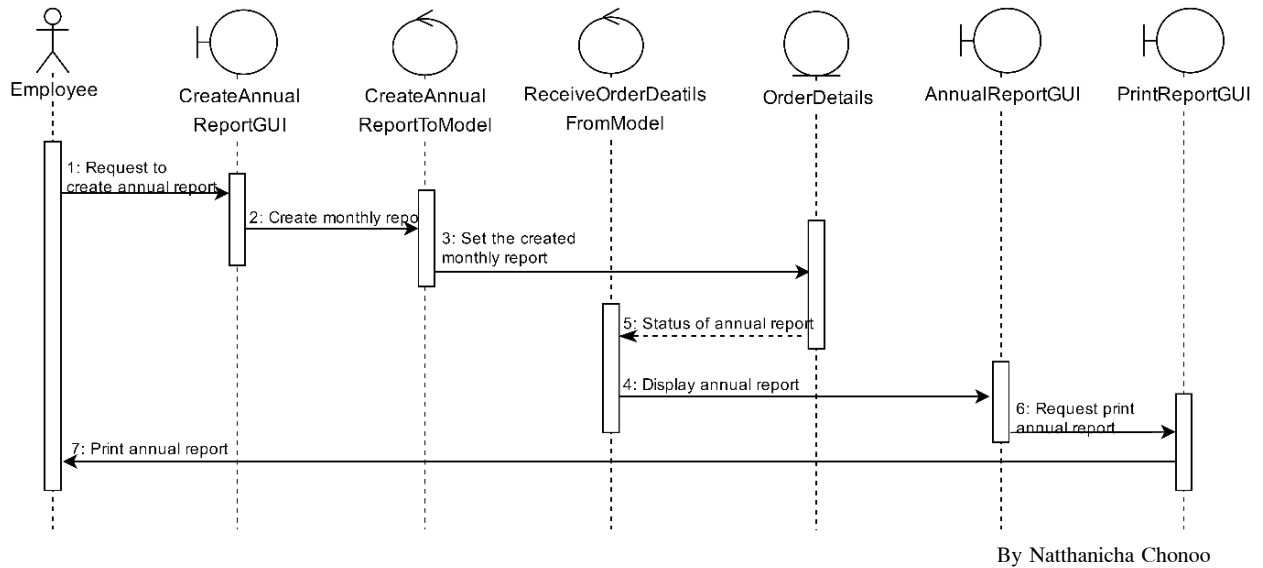 Employee
CreateAnnual
ReportGUI
CreateAnnual
ReportToModel
ReceiveOrderDeatils
FromModel
OrderDetails
AnnualReportGUI
PrintReportGUI
1: Request to
create annual report
2: Create monthly repo
3: Set the created
monthly report
5: Status of annual report
4: Display annual report
6: Request print
annual report
7: Print annual report
By Natthanicha Chonoo